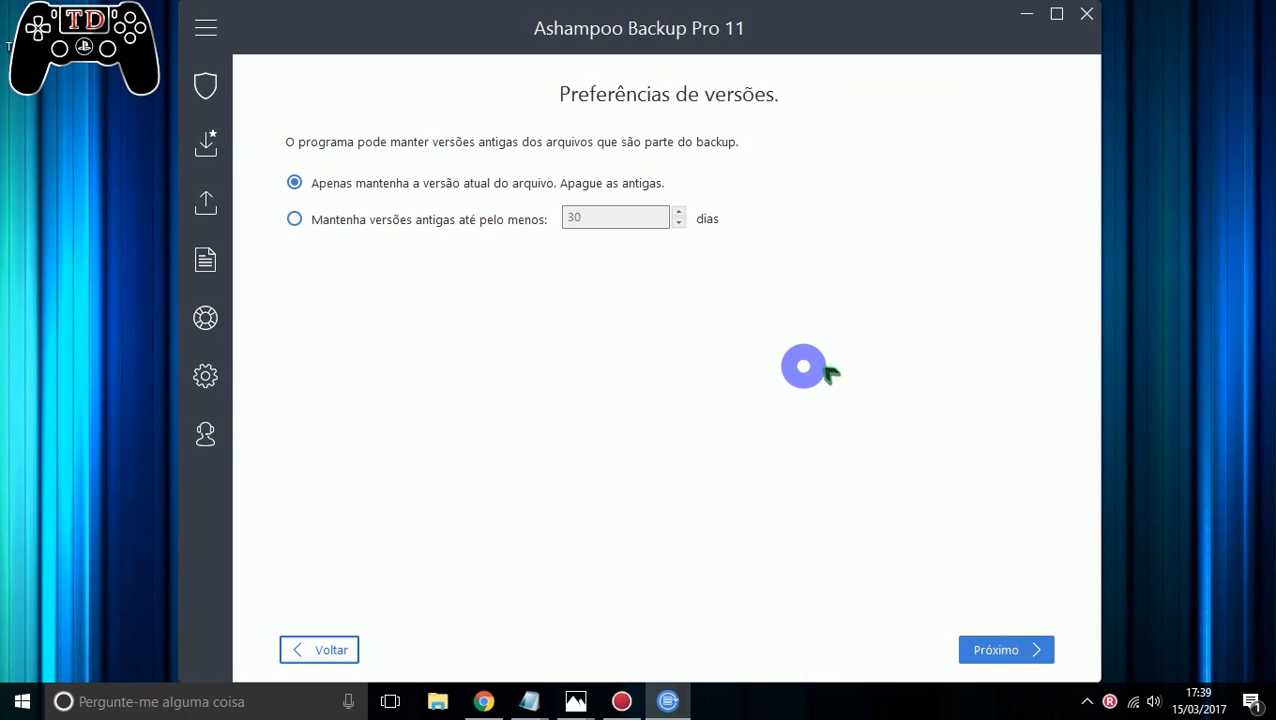 TD
T
Ashampoo Backup Pro 11
Preferências de versões.
O programa pode manter versões antigas dos arquivos que são parte do backup.
Apenas mantenha a versão atual do arquivo. Apague as antigas.
Mantenha versões antigas até pelo menos: 30 dias
Voltar
Próximo
Pergunte-me alguma coisa
R
17:39
15/03/2017
1